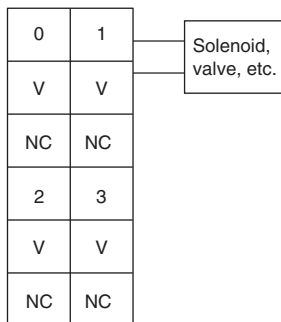 0 1
Solenoid,
valve, etc.
V V
NC NC
2 3
V V
NC NC